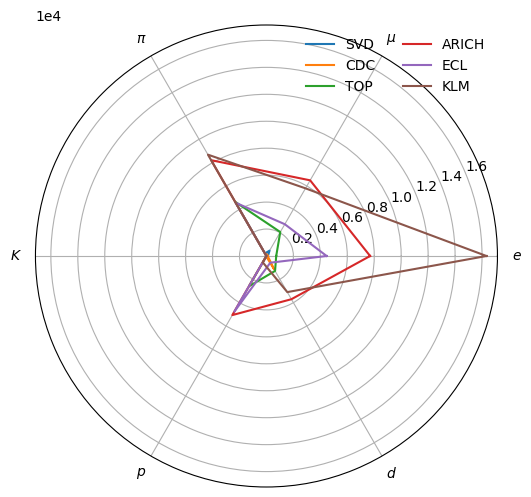 1e4
π
μ
SVD ARICH
CDC ECL
TOP KLM
1.6
1.4
1.2
1.0
0.8
0.6
0.4
0.2
K
e
p
d